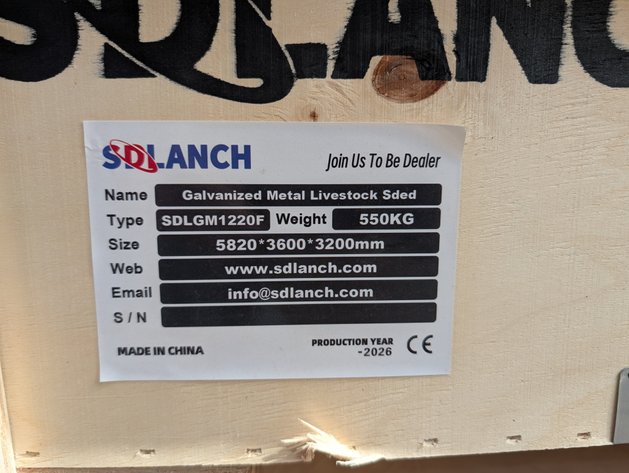 SDLANC
SDLANCH Join Us To Be Dealer
Name Galvanized Metal Livestock Sded
Type SDLGM1220F Weight 550KG
Size 5820*3600*3200mm
Web www.sdlanch.com
Email info@sdlanch.com
S / N
MADE IN CHINA PRODUCTION YEAR CE
-2026